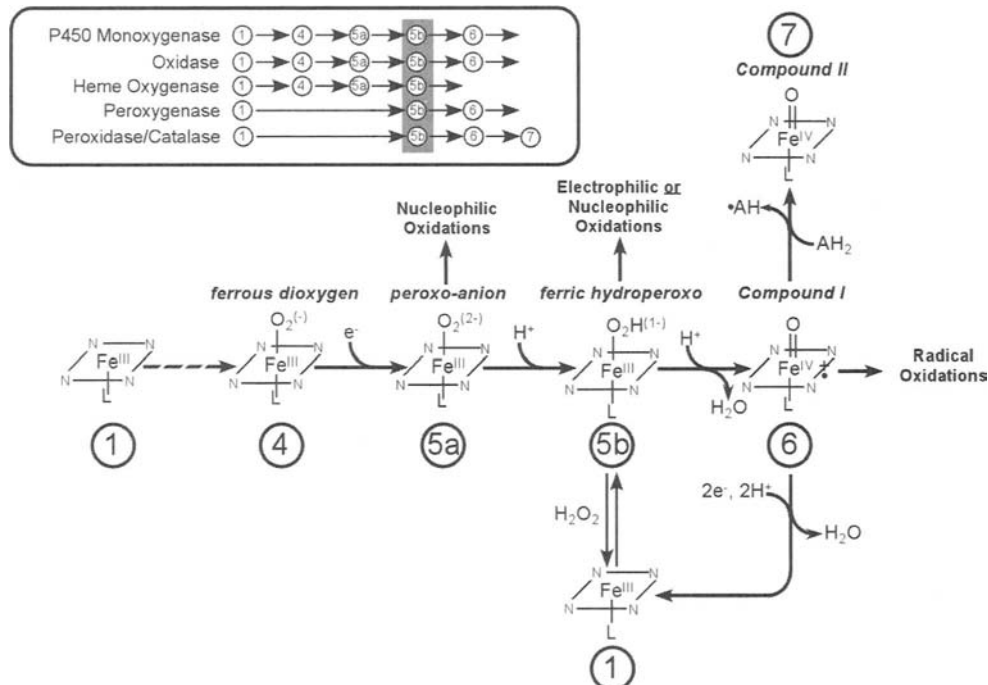 P450 Monoxygenase 1 4 5a 5b 6
Oxidase 1 4 5a 5b 6
Heme Oxygenase 1 4 5a 5b
Peroxygenase 1 5b 6
Peroxidase/Catalase 1 5b 6 7
7
Compound II
O
N N
Fe^IV
N N
L
•AH
AH₂
Nucleophilic
Oxidations
Electrophilic or
Nucleophilic
Oxidations
ferrous dioxygen
peroxo-anion
ferric hydroperoxo
Compound I
N N
Fe^III
N N
L
1
O₂^(-)
N N
Fe^III
N N
L
4
e⁻
O₂^(2-)
N N
Fe^III
N N
L
5a
H⁺
O₂H^(1-)
N N
Fe^III
N N
L
5b
H⁺
H₂O
O
N N
Fe^IV
N N
+•
L
6
Radical
Oxidations
H₂O₂
2e⁻, 2H⁺
H₂O
N N
Fe^III
N N
L
1